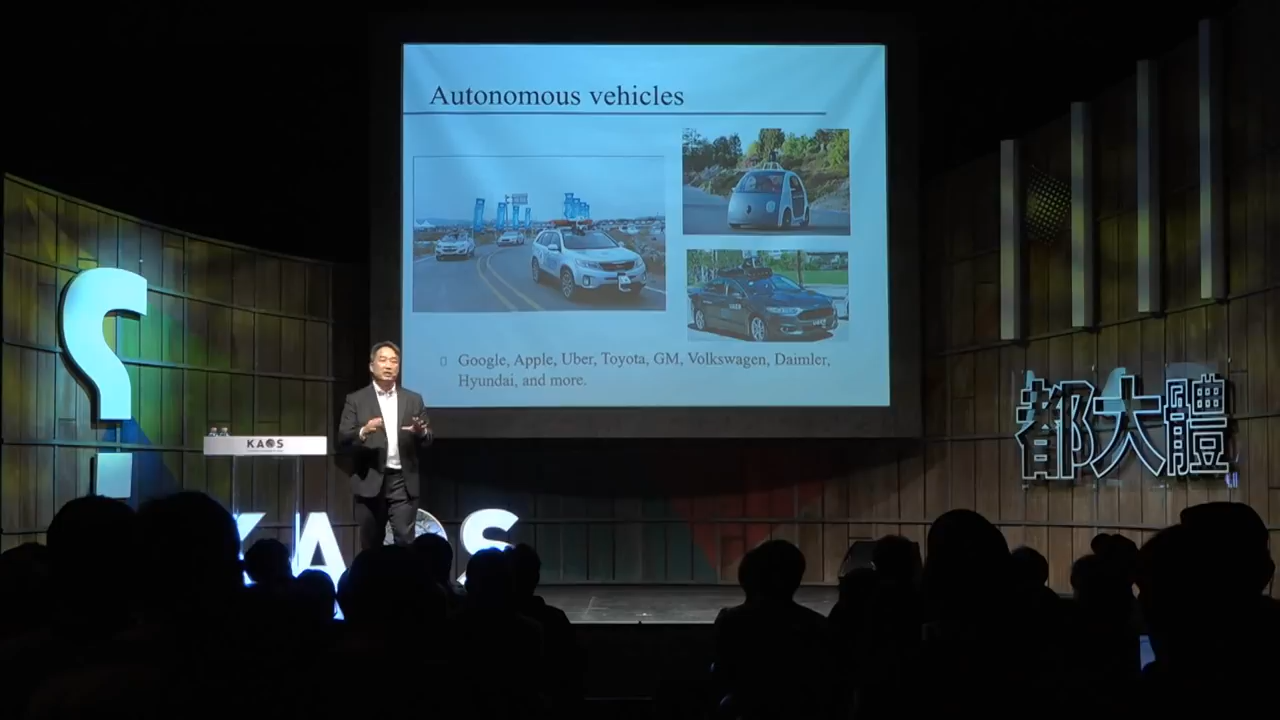 Autonomous vehicles
Google, Apple, Uber, Toyota, GM, Volkswagen, Daimler,
Hyundai, and more.
KAOS
KAOS
都大體